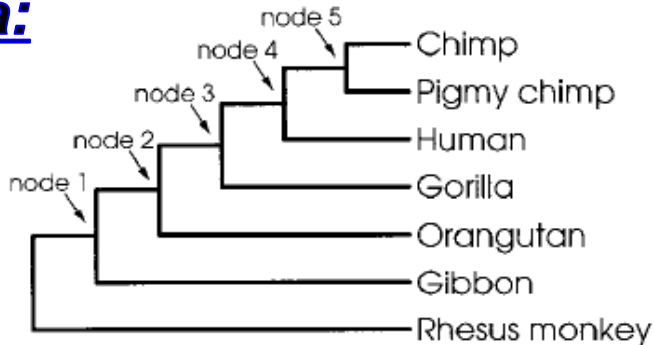 a:
node 5
Chimp
node 4
Pigmy chimp
node 3
Human
node 2
Gorilla
node 1
Orangutan
Gibbon
Rhesus monkey